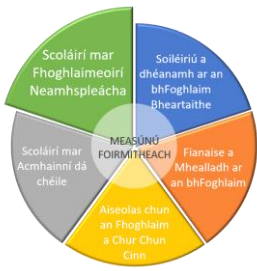 Scoláirí mar
Fhoghlaimeoirí
Neamhspleácha
Soiléiriú a
dhéanamh ar an
bhFoghlaim
Bheartaithe
Fianaise a
Mhealladh ar
an bhFoghlaim
Aiseolas chun
an Fhoghlaim
a Chur Chun
Cinn
Scoláirí mar
Acmhainní dá
chéile
MEASÚNÚ
FOIRMITHEACH